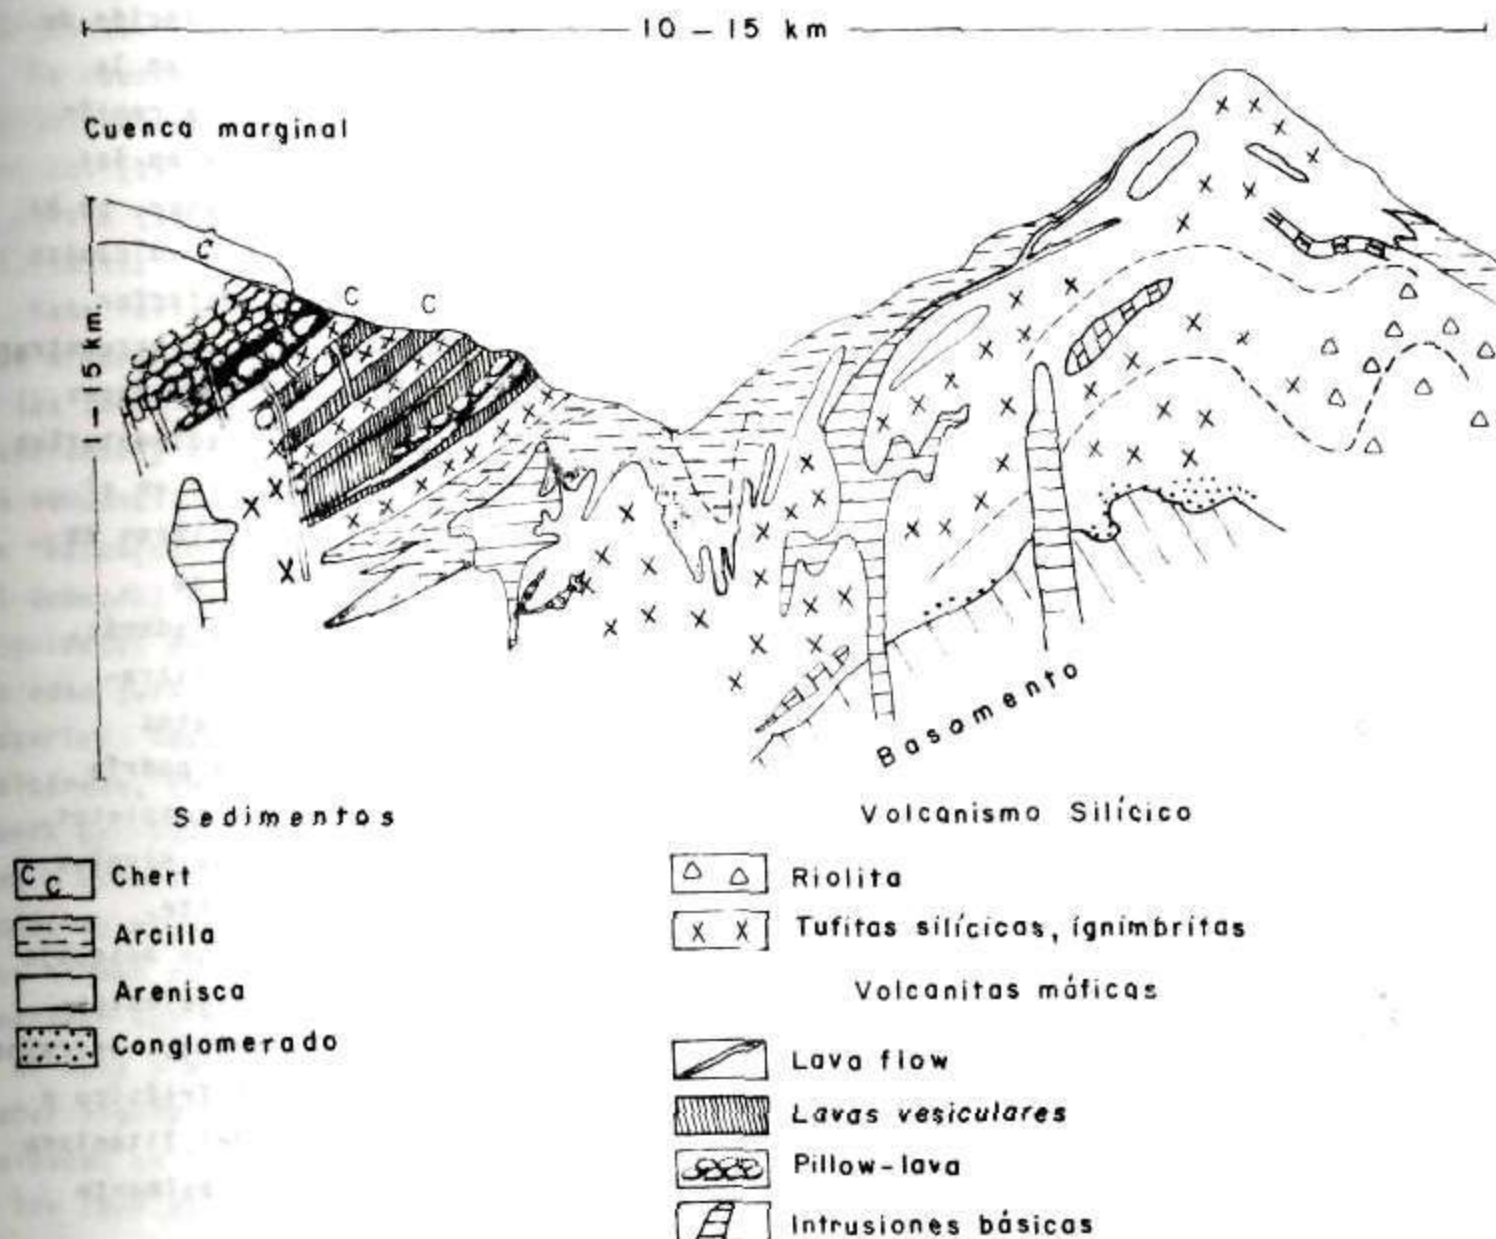 10 – 15 km
Cuenca marginal
C
C
C
1 – 15 km.
Basamento
Sedimentos
C C Chert
Arcilla
Arenisca
Conglomerado
Volcanismo Silícico
Riolita
Tufitas silícicas, ignimbritas
Volcanitas máficas
Lava flow
Lavas vesiculares
Pillow-lava
Intrusiones básicas